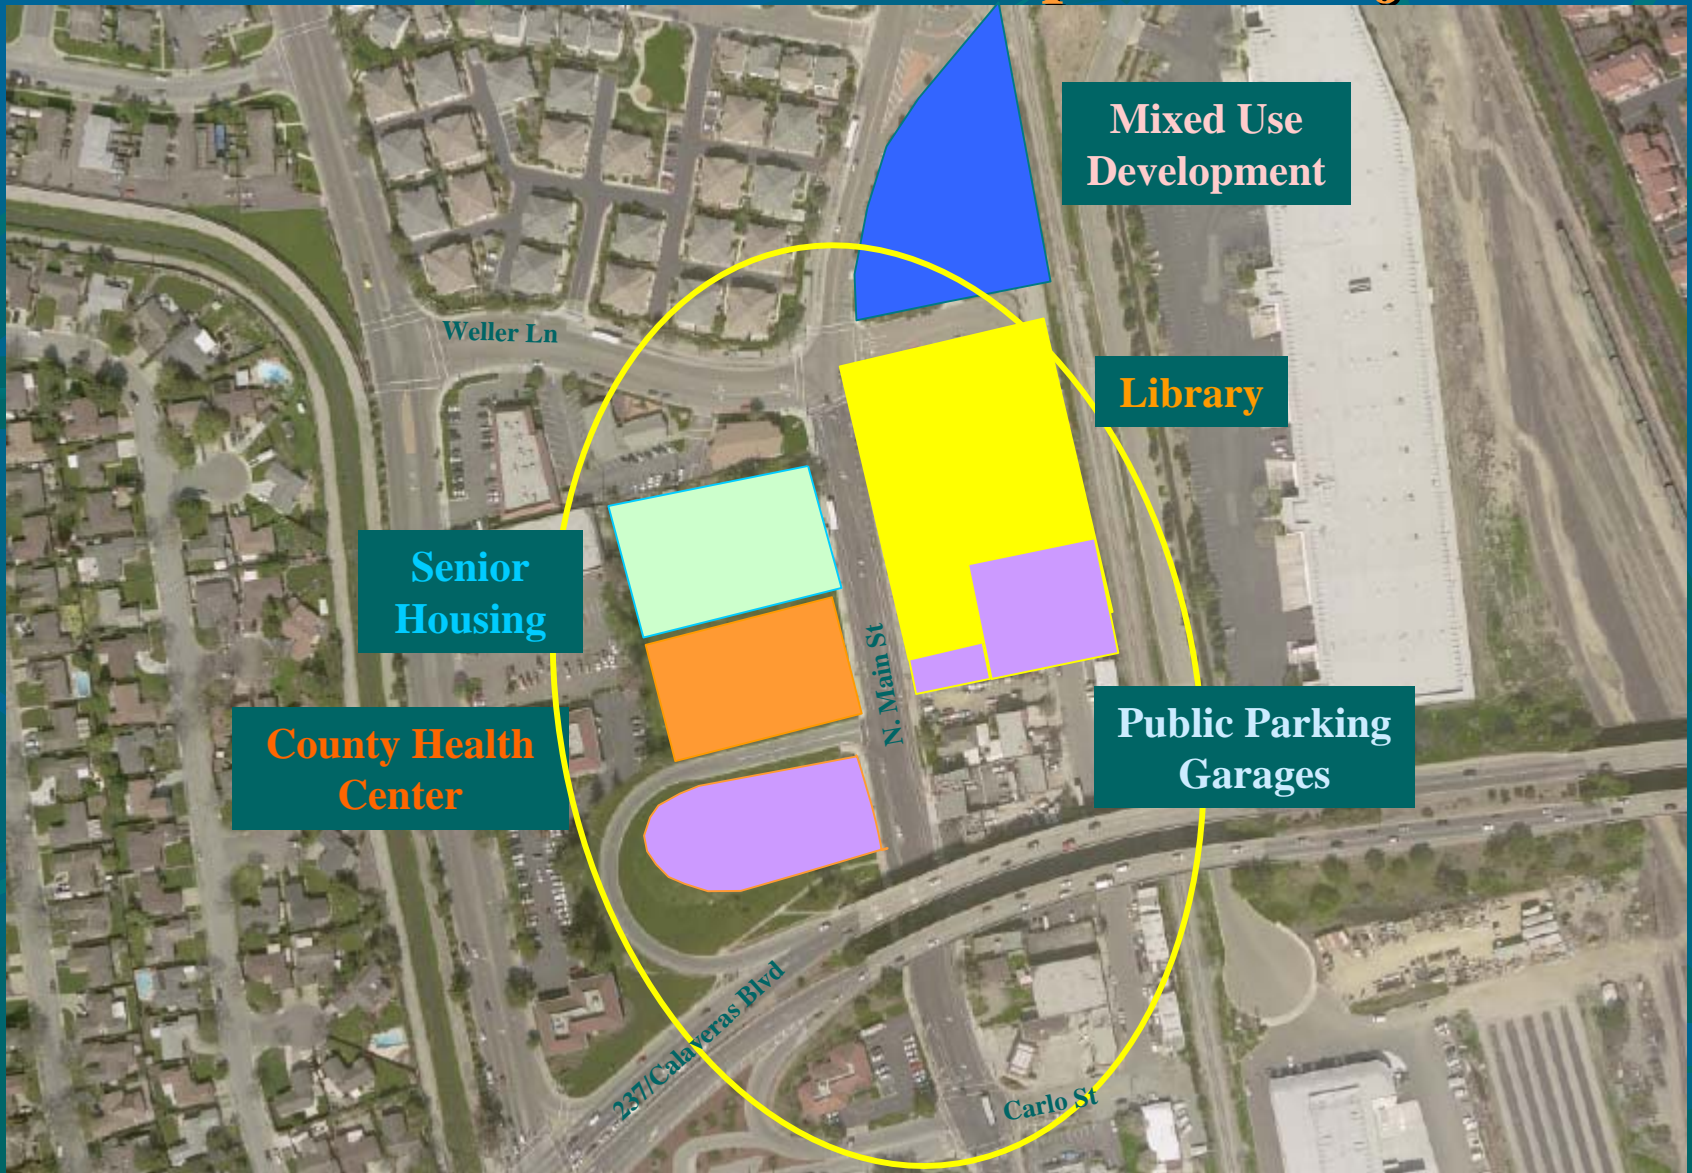 Mixed Use
Development
Weller Ln
Library
Senior
Housing
N. Main St
County Health
Center
Public Parking
Garages
237/Calaveras Blvd
Carlo St